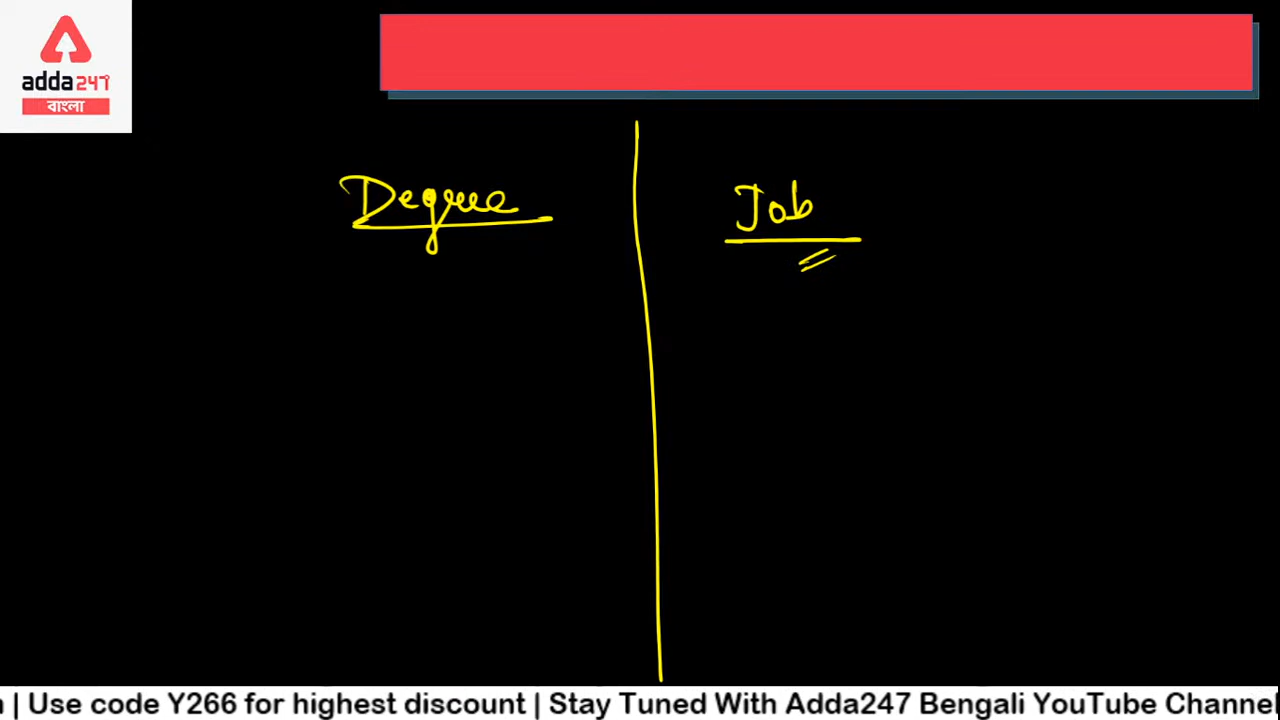 adda247
বাংলা
Degree
Job
| Use code Y266 for highest discount | Stay Tuned With Adda247 Bengali YouTube Channel